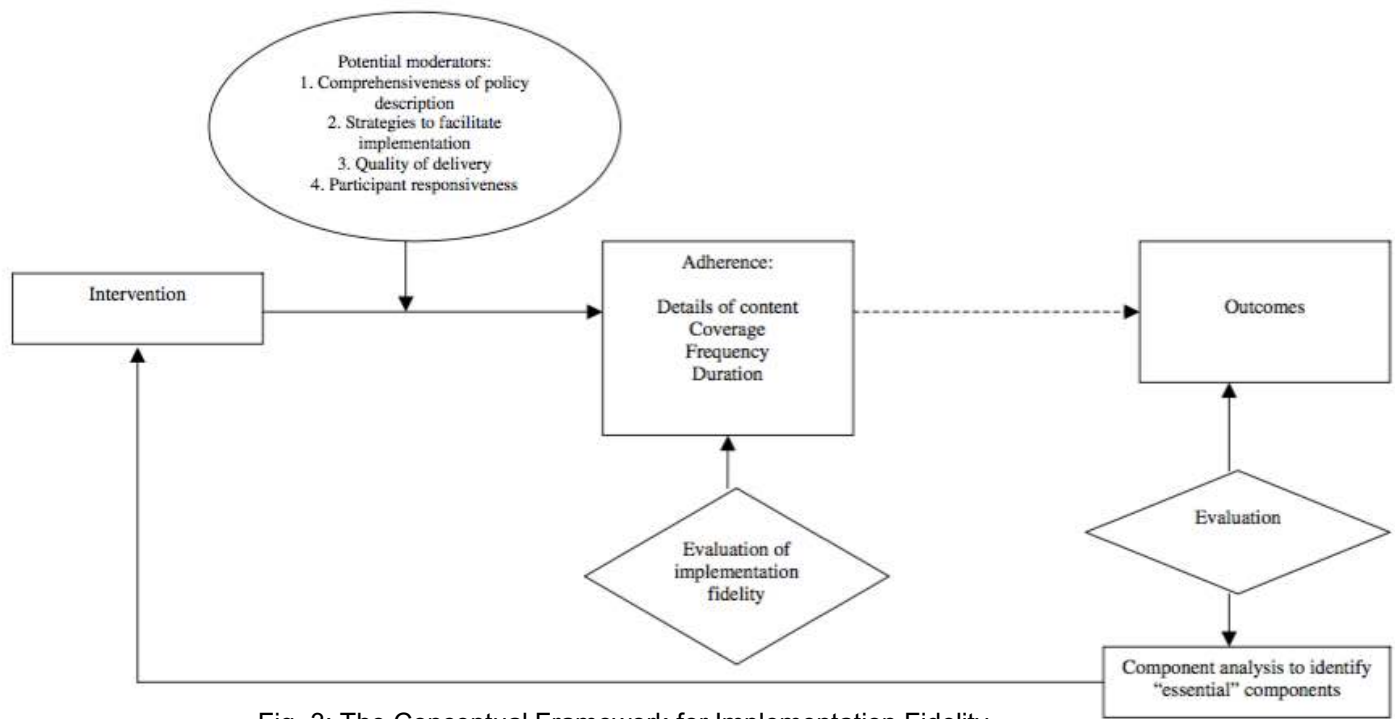 Potential moderators:
1. Comprehensiveness of policy
description
2. Strategies to facilitate
implementation
3. Quality of delivery
4. Participant responsiveness
Intervention
Adherence:
Details of content
Coverage
Frequency
Duration
Outcomes
Evaluation of
implementation
fidelity
Evaluation
Component analysis to identify
“essential” components
The Conceptual Framework for Implementation Fidelity